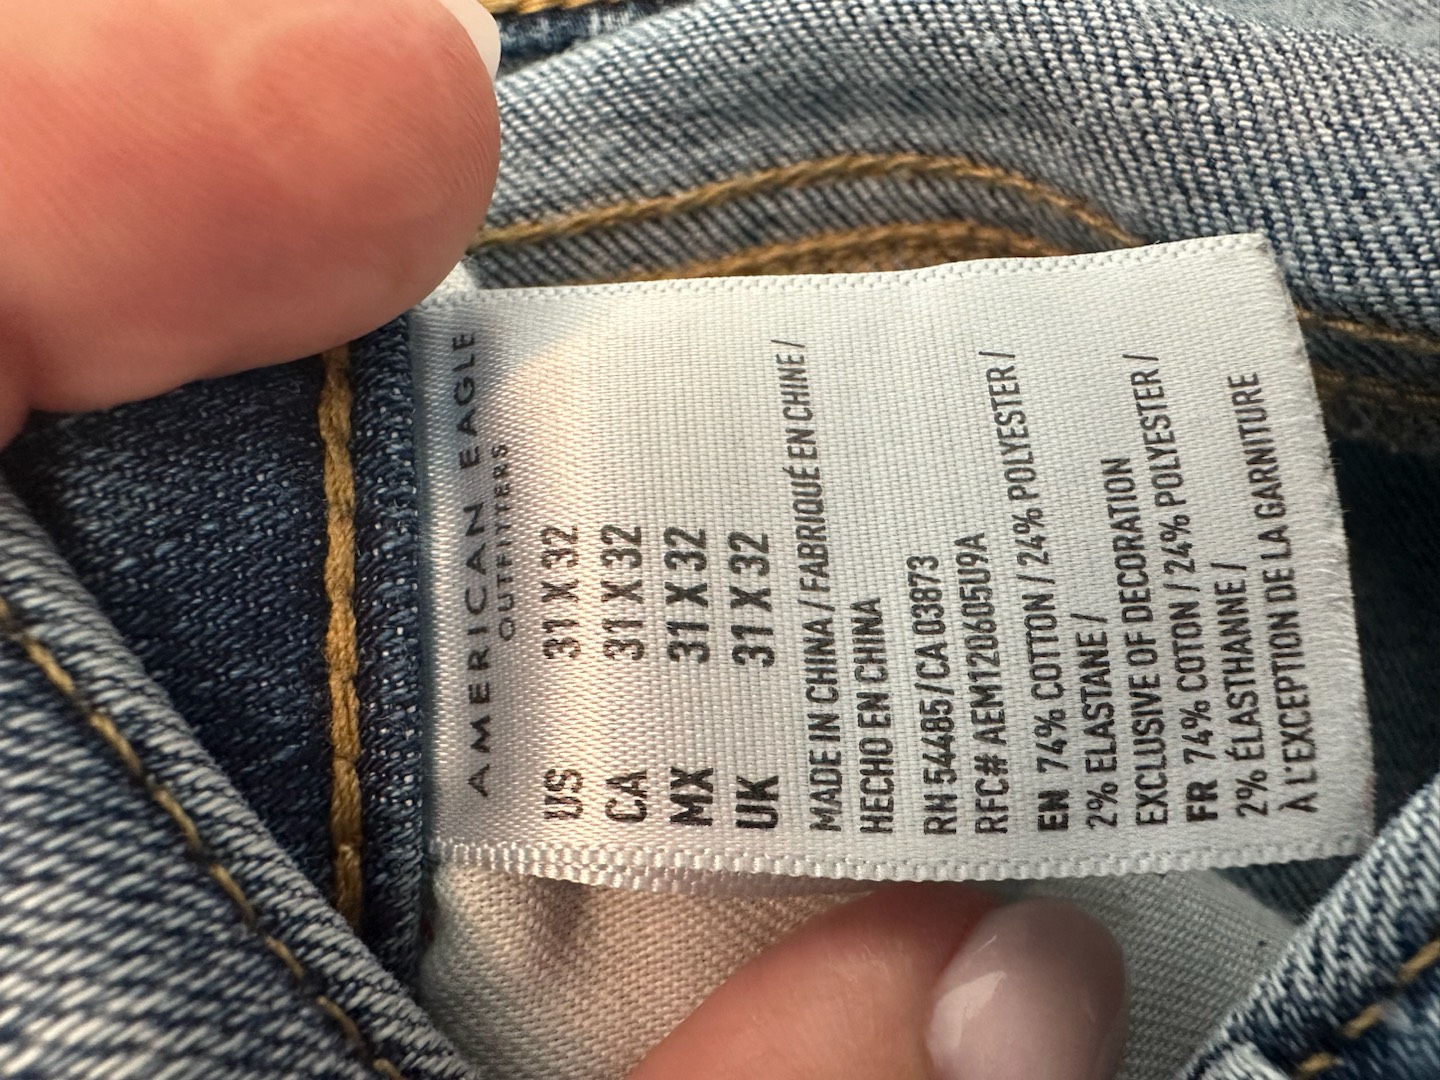 AMERICAN EAGLE
OUTFITTERS
US 31 X 32
CA 31 X 32
MX 31 X 32
UK 31 X 32
MADE IN CHINA / FABRIQUÉ EN CHINE /
HECHO EN CHINA
RN 54485/CA 03873
RFC# AEM120605U9A
EN 74% COTTON / 24% POLYESTER /
2% ELASTANE /
EXCLUSIVE OF DECORATION
FR 74% COTON / 24% POLYESTER /
2% ÉLASTHANNE /
À L'EXCEPTION DE LA GARNITURE